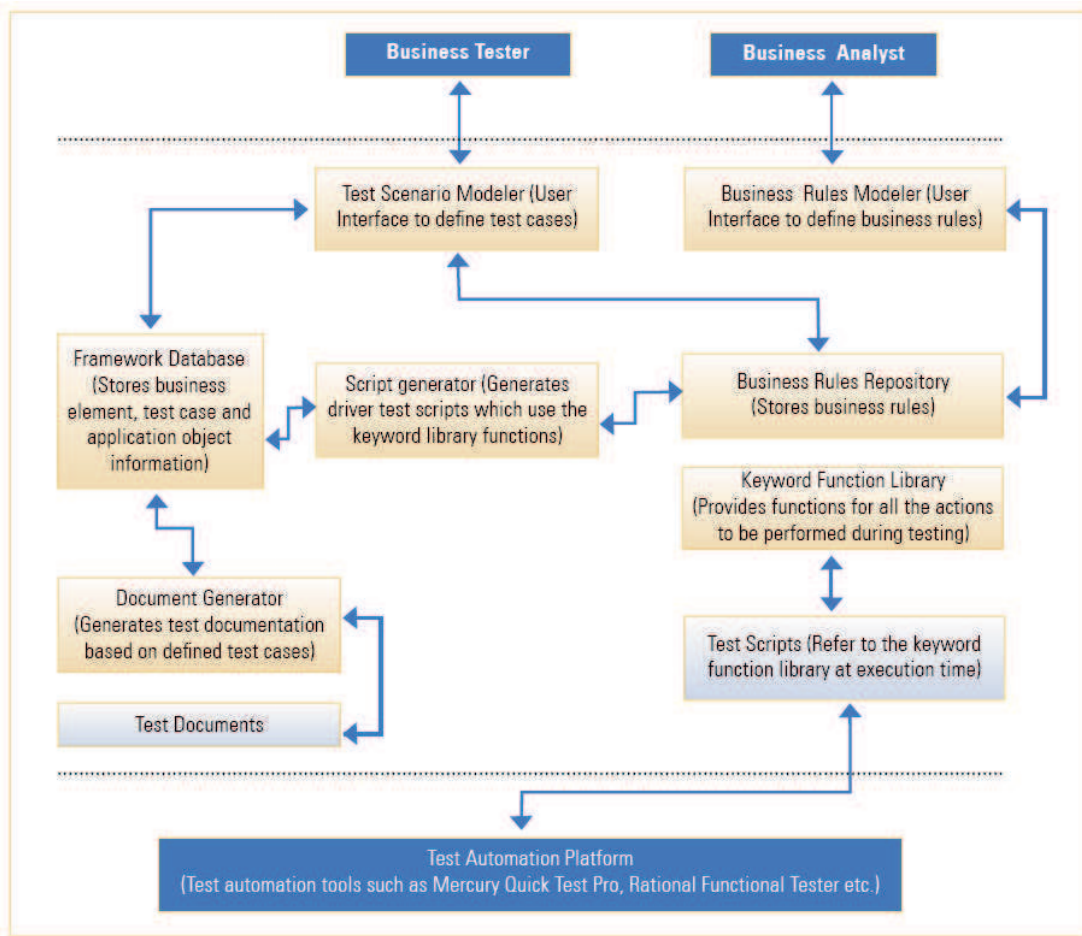 Business Tester
Business Analyst
Test Scenario Modeler (User
Interface to define test cases)
Business Rules Modeler (User
Interface to define business rules)
Framework Database
(Stores business
element, test case and
application object
information)
Script generator (Generates
driver test scripts which use the
keyword library functions)
Business Rules Repository
(Stores business rules)
Keyword Function Library
(Provides functions for all the actions
to be performed during testing)
Document Generator
(Generates test documentation
based on defined test cases)
Test Scripts (Refer to the keyword
function library at execution time)
Test Documents
Test Automation Platform
(Test automation tools such as Mercury Quick Test Pro, Rational Functional Tester etc.)